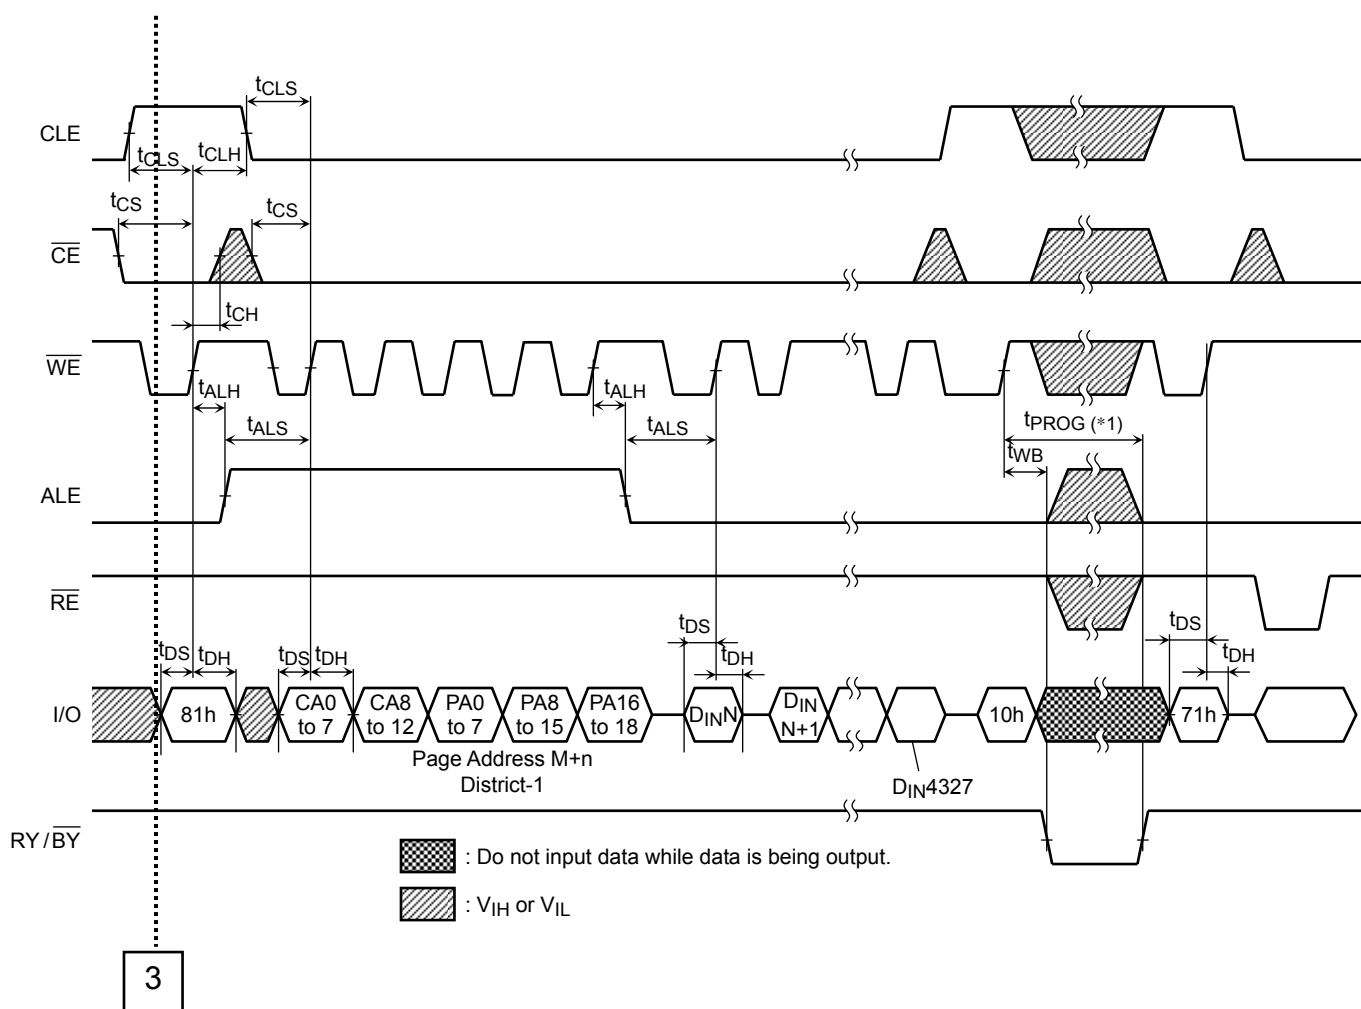 tCLS
CLE
tCLS
tCLH
tCS
tCS
CE
tCH
WE
tALH
tALH
tALS
tALS
tPROG (*1)
tWB
ALE
RE
tDS
tDH
tDS
tDH
tDS
tDH
tDS
tDH
I/O
81h
CA0 to 7
CA8 to 12
PA0 to 7
PA8 to 15
PA16 to 18
DINN
DIN N+1
10h
71h
Page Address M+n
District-1
DIN4327
RY/BY
: Do not input data while data is being output.
: VIH or VIL
3